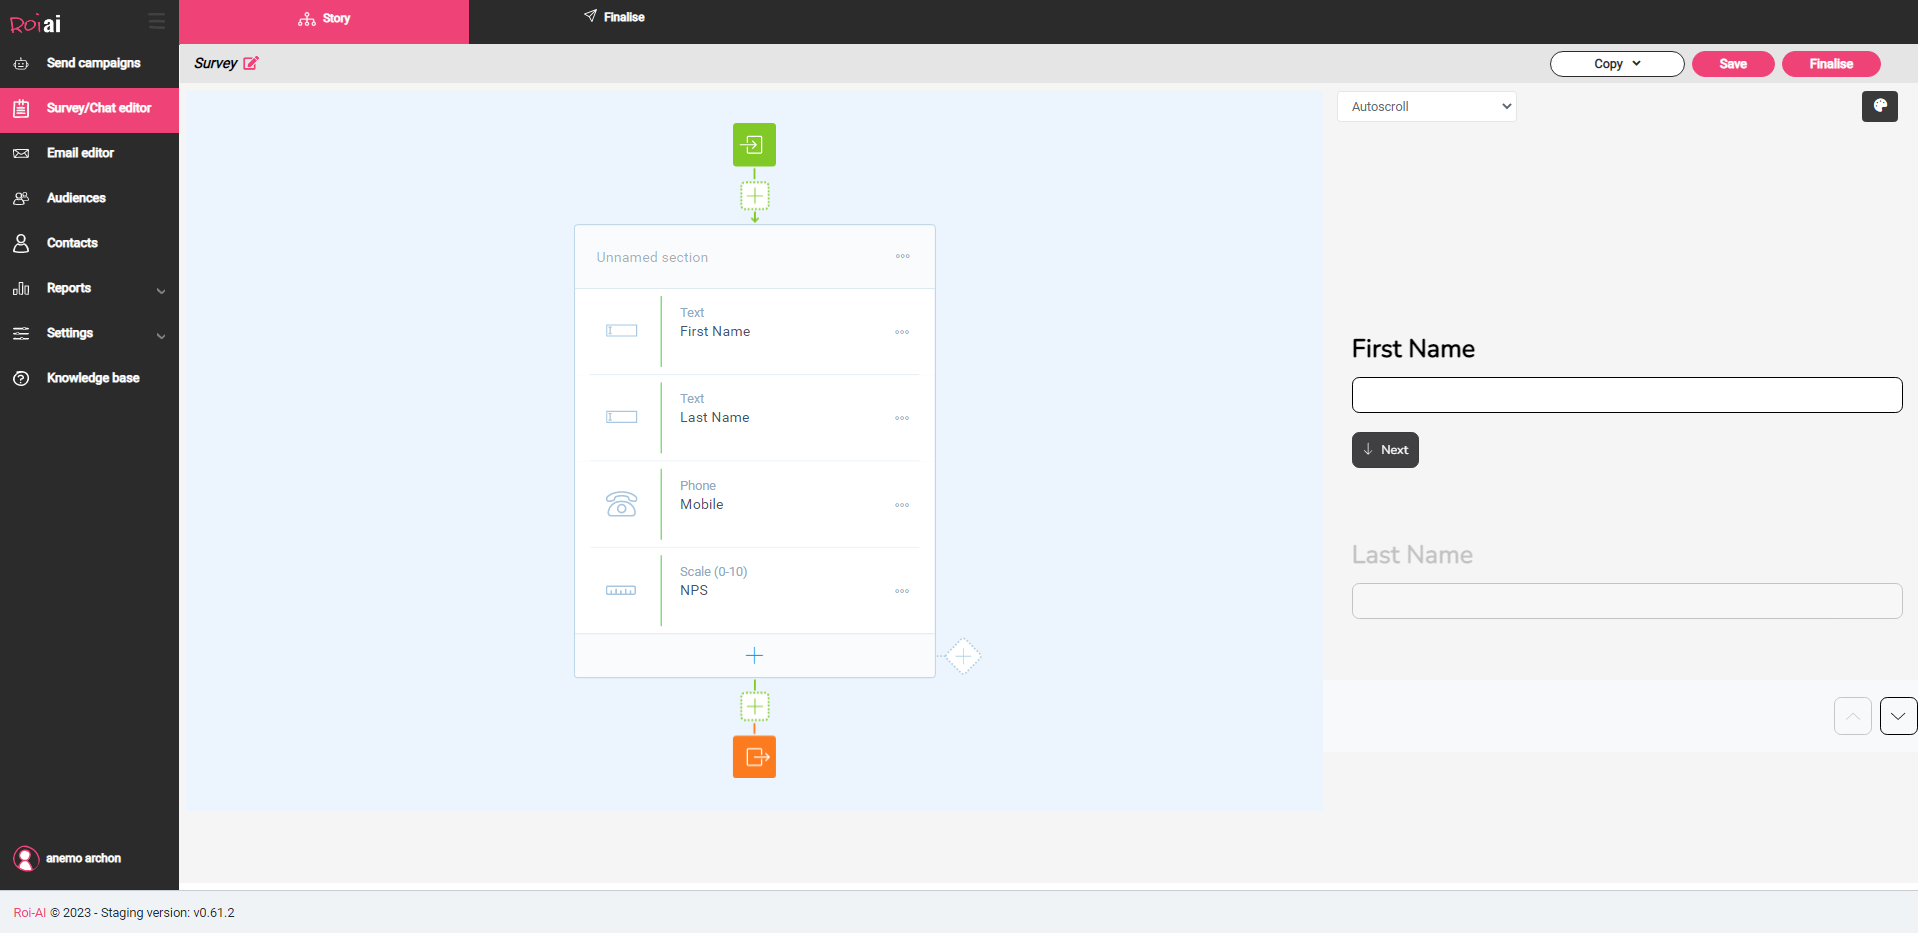 Roiai
Story
Finalise
Send campaigns
Survey/Chat editor
Email editor
Audiences
Contacts
Reports
Settings
Knowledge base
anemo archon
Survey
Copy
Save
Finalise
Unnamed section
Text
First Name
Text
Last Name
Phone
Mobile
Scale (0-10)
NPS
Autoscroll
First Name
Next
Last Name
Roi-AI © 2023 - Staging version: v0.61.2